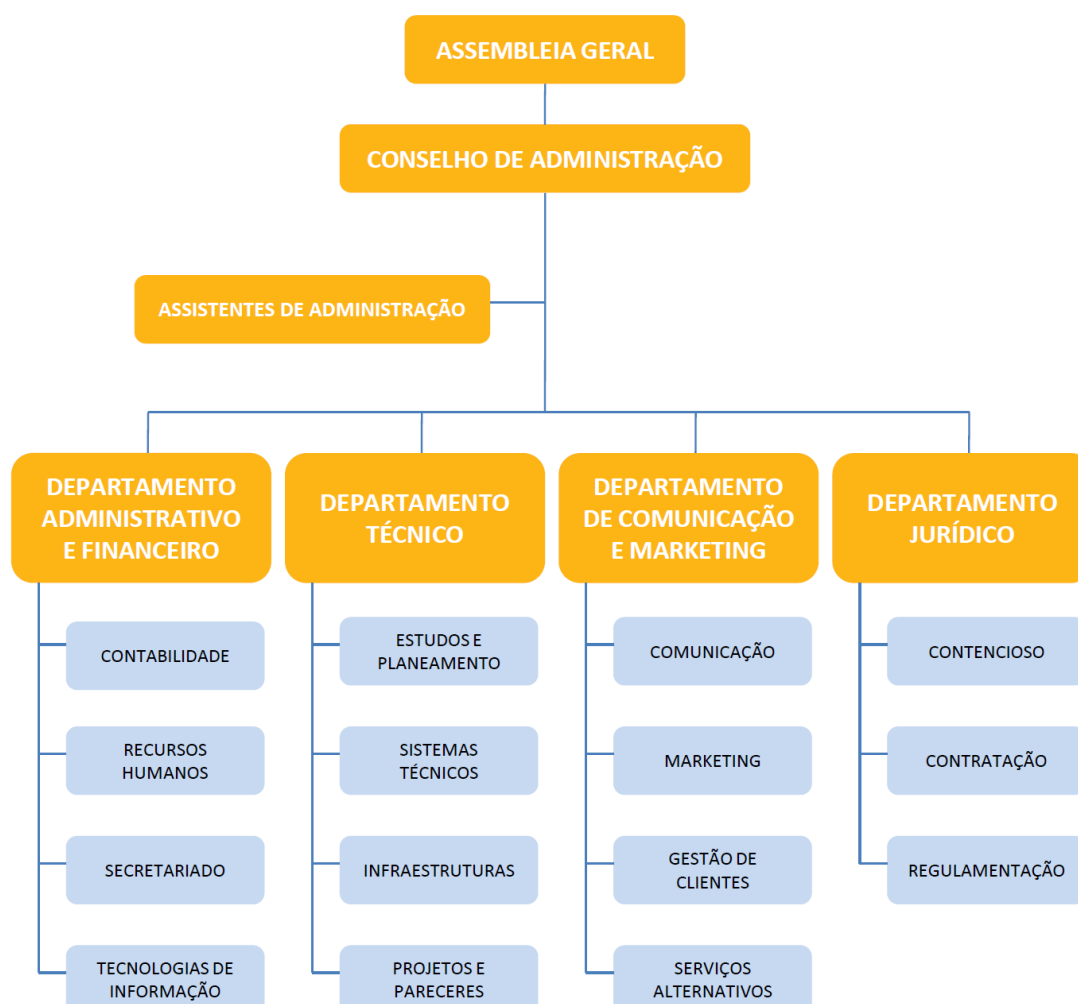 ASSEMBLEIA GERAL
CONSELHO DE ADMINISTRAÇÃO
ASSISTENTES DE ADMINISTRAÇÃO
DEPARTAMENTO
ADMINISTRATIVO
E FINANCEIRO
CONTABILIDADE
RECURSOS
HUMANOS
SECRETARIADO
TECNOLOGIAS DE
INFORMAÇÃO
DEPARTAMENTO
TÉCNICO
ESTUDOS E
PLANEAMENTO
SISTEMAS
TÉCNICOS
INFRAESTRUTURAS
PROJETOS E
PARECERES
DEPARTAMENTO
DE COMUNICAÇÃO
E MARKETING
COMUNICAÇÃO
MARKETING
GESTÃO DE
CLIENTES
SERVIÇOS
ALTERNATIVOS
DEPARTAMENTO
JURÍDICO
CONTENCIOSO
CONTRATAÇÃO
REGULAMENTAÇÃO